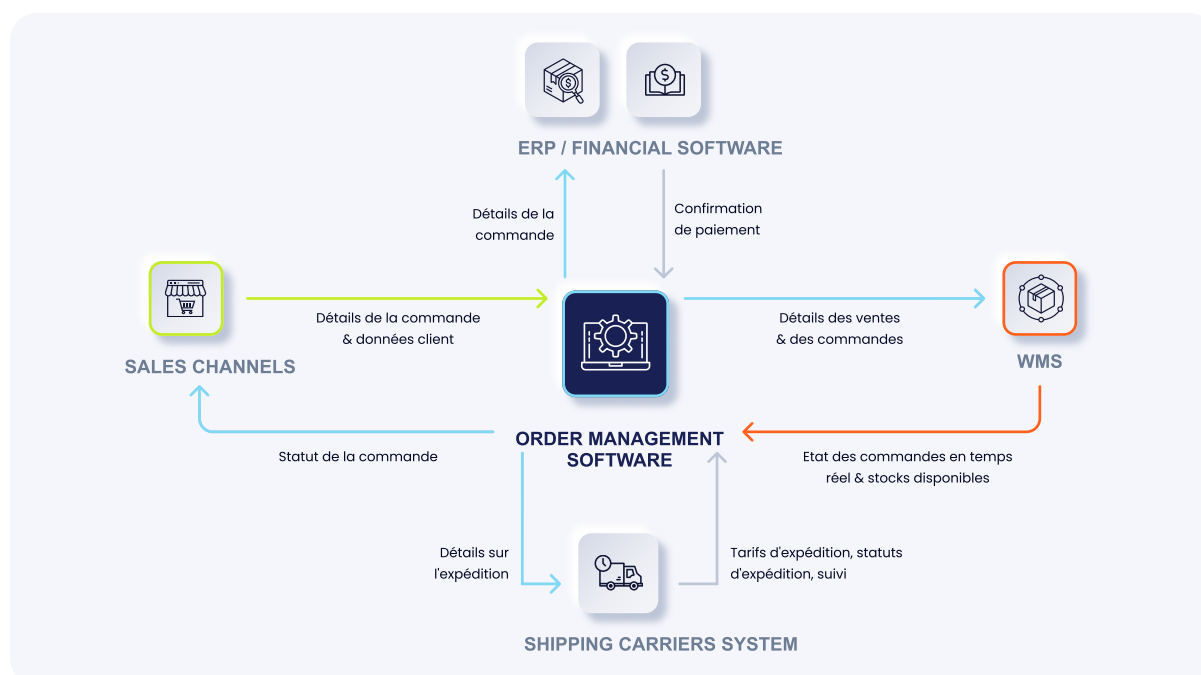 ERP / FINANCIAL SOFTWARE
Détails de la
commande
Confirmation
de paiement
Détails de la commande
& données client
Détails des ventes
& des commandes
SALES CHANNELS
WMS
ORDER MANAGEMENT
SOFTWARE
Statut de la commande
Etat des commandes en temps
réel & stocks disponibles
Détails sur
l'expédition
Tarifs d'expédition, statuts
d'expédition, suivi
SHIPPING CARRIERS SYSTEM